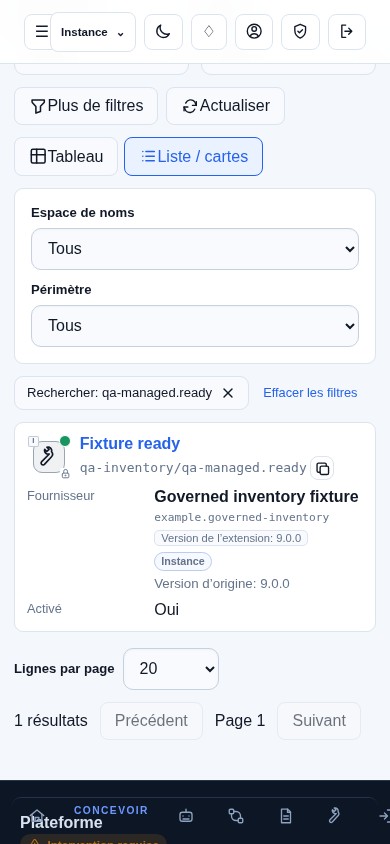 Instance
Plus de filtres
Actualiser
Tableau
Liste / cartes
Espace de noms
Tous
Périmètre
Tous
Rechercher: qa-managed.ready
Effacer les filtres
I
Fixture ready
qa-inventory/qa-managed.ready
Fournisseur
Governed inventory fixture
example.governed-inventory
Version de l'extension: 9.0.0
Instance
Version d'origine: 9.0.0
Activé
Oui
Lignes par page
20
1 résultats
Précédent
Page 1
Suivant
CONCEVOIR
Plateforme
Intervention requise